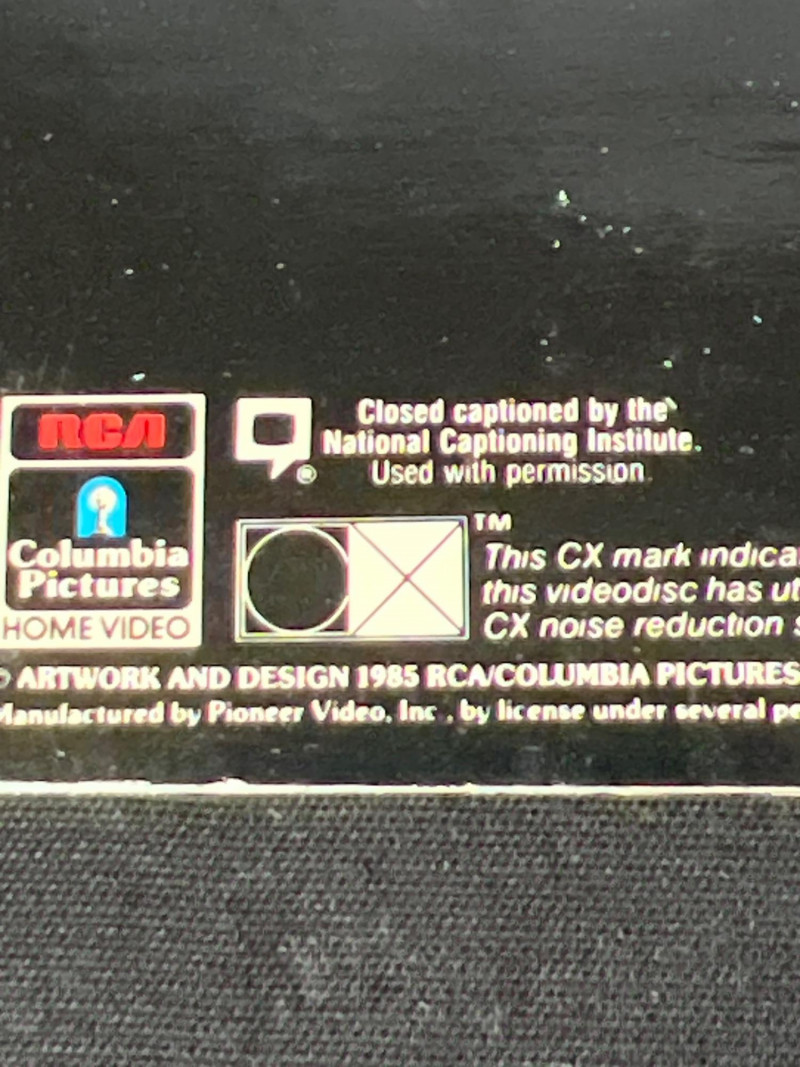 RCA
Columbia
Pictures
HOME VIDEO
®
Closed captioned by the
National Captioning Institute.
Used with permission
TM
This CX mark indica
this videodisc has ut
CX noise reduction s
© ARTWORK AND DESIGN 1985 RCA/COLUMBIA PICTURES
Manufactured by Pioneer Video, Inc., by license under several pa